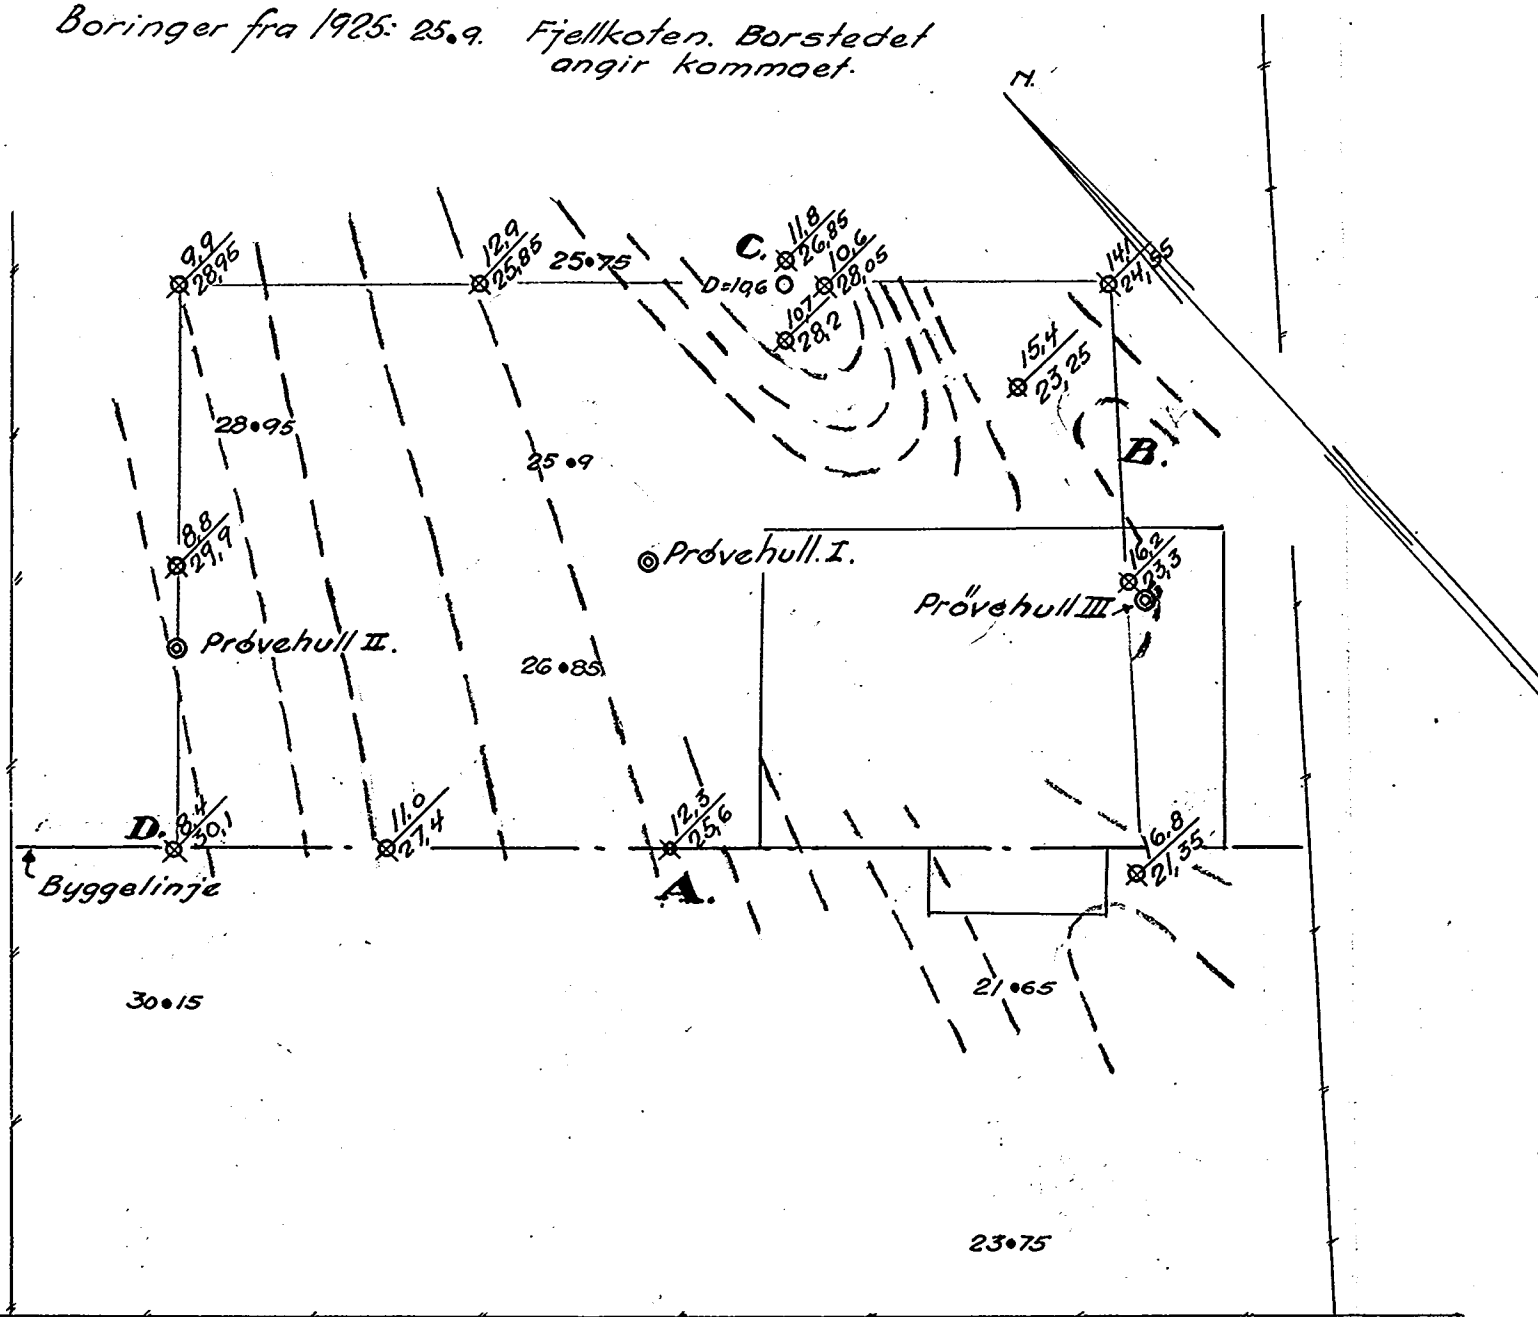 Boringer fra 1925: 25.9. Fjellkoten. Borstedet
angir kommaet.
N.
9,9
28,95
12,9
25,85
25.75
C.
11,8
26,85
D=10,6
10,6
28,05
10,7
28,2
14,1
24,55
15,4
23,25
28.95
25.9
B.
8,8
29,9
Prøvehull. I.
16,2
23,3
Prövehull III
Prøvehull II.
26.85
D.
8,4
30,1
11,0
27,4
12,3
25,6
A.
6,8
21,35
Byggelinje
30.15
21.65
23.75